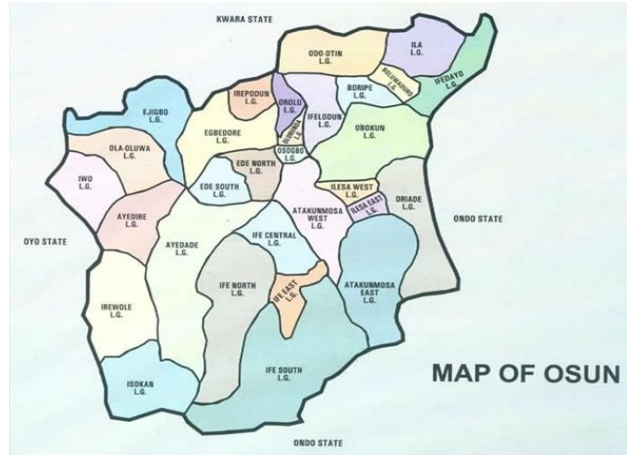 KWARA STATE
ODO-OTIN
L.G.
ILA
L.G.
IFEDAYO
L.G.
BOLUWADURO
L.G.
BORIPE
L.G.
IREPODUN
L.G.
OROLU
L.G.
IFELODUN
L.G.
OLORUNDA
L.G.
EJIGBO
L.G.
EGBEDORE
L.G.
OBOKUN
L.G.
OSOGBO
L.G.
OLA-OLUWA
L.G.
EDE NORTH
L.G.
IWO
L.G.
EDE SOUTH
L.G.
ILESA WEST
L.G.
ORIADE
L.G.
ILESA EAST
L.G.
AYEDIRE
L.G.
ATAKUNMOSA
WEST
L.G.
ONDO STATE
OYO STATE
AYEDADE
L.G.
IFE CENTRAL
L.G.
IFE NORTH
L.G.
IFE EAST
L.G.
ATAKUNMOSA
EAST
L.G.
IREWOLE
L.G.
ISOKAN
L.G.
IFE SOUTH
L.G.
MAP OF OSUN
ONDO STATE